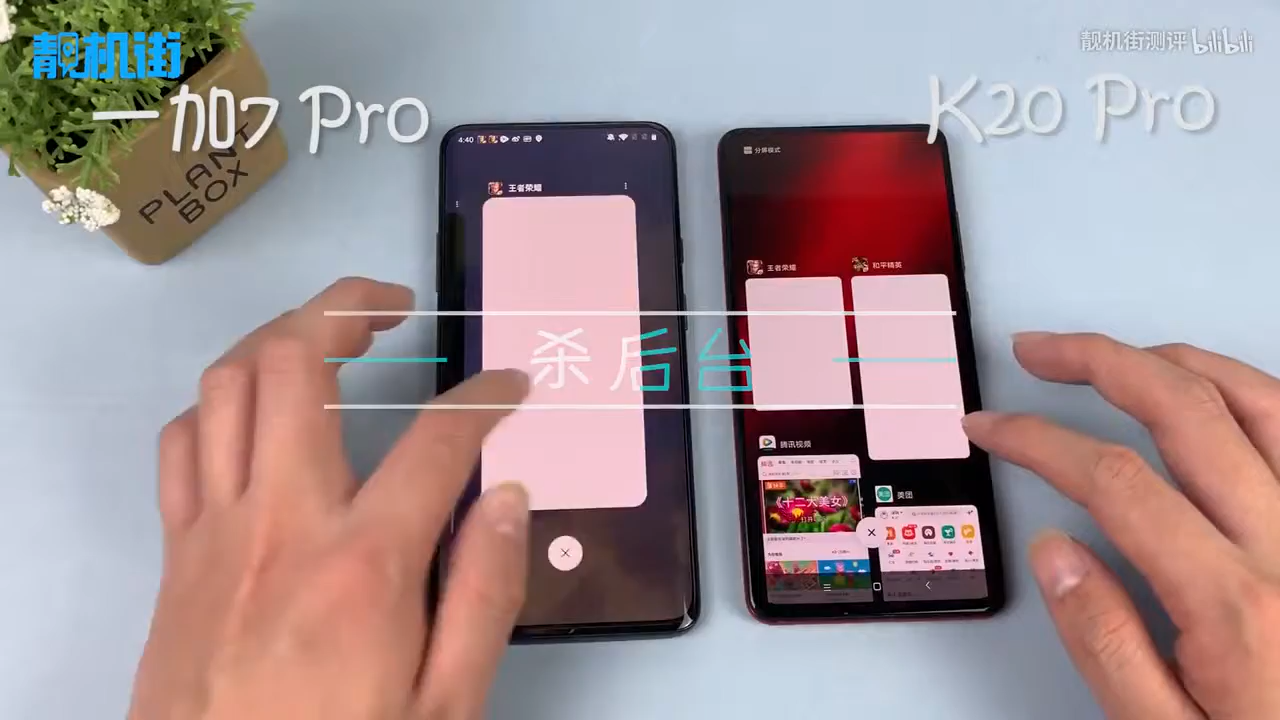 靓机街
靓机街测评 bilibili
一加7 Pro
K20 Pro
PLANT
BOX
4:40
王者荣耀
分屏模式
王者荣耀
和平精英
杀后台
腾讯视频
《十二大美女》
美团